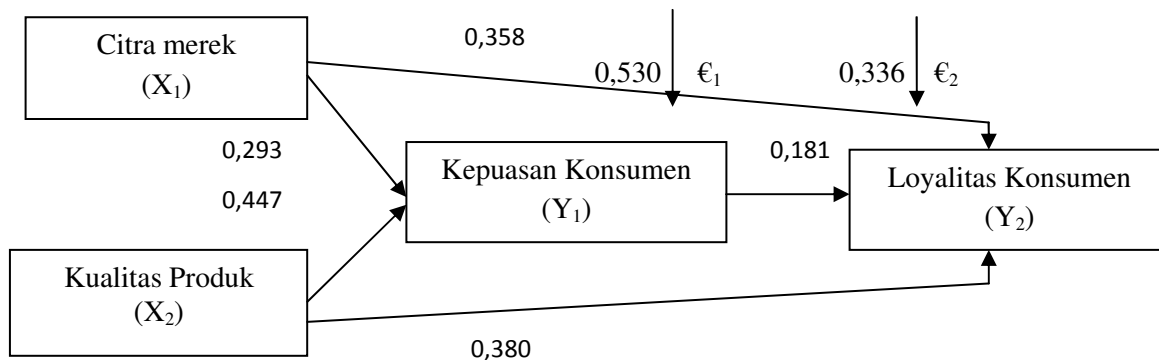 Citra merek
(X₁)
0,358
0,530 €₁
0,336 €₂
0,293
0,447
Kepuasan Konsumen
(Y₁)
0,181
Loyalitas Konsumen
(Y₂)
Kualitas Produk
(X₂)
0,380